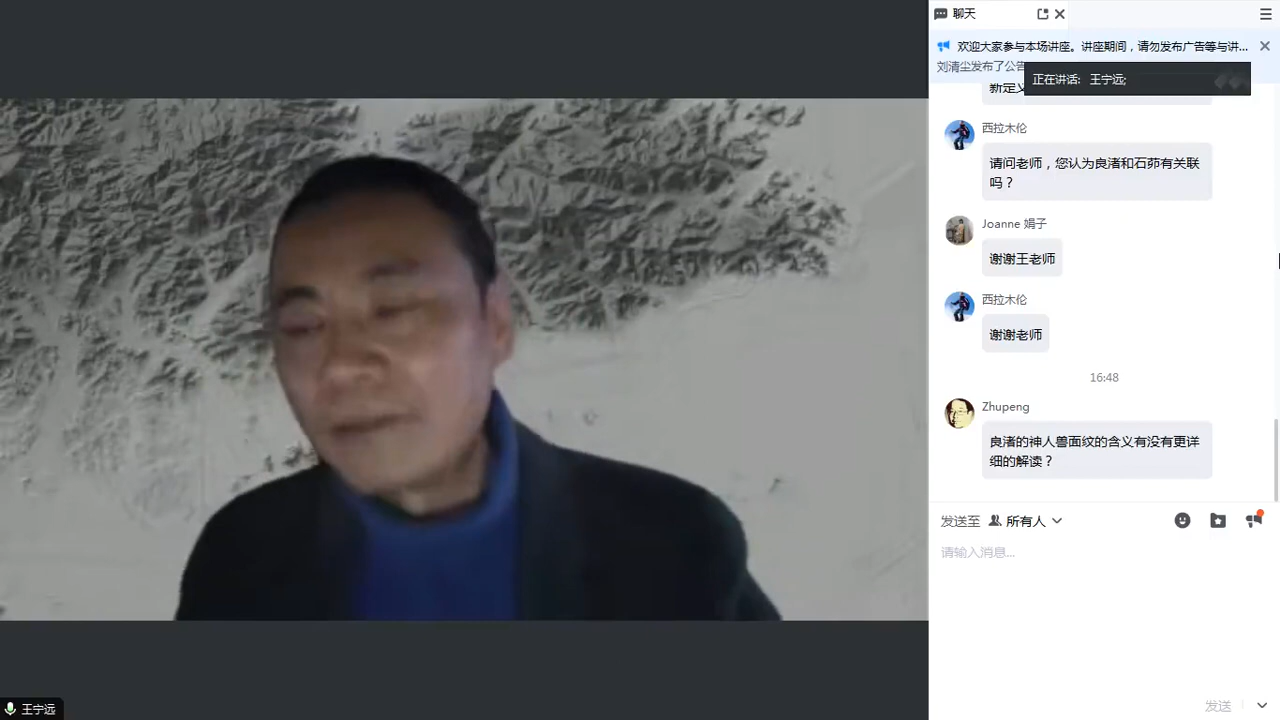 聊天
欢迎大家参与本场讲座。讲座期间，请勿发布广告等与讲...
刘清尘发布了公告
正在讲话: 王宁远;
西拉木伦
请问老师，您认为良渚和石茆有关联
吗？
Joanne 娟子
谢谢王老师
西拉木伦
谢谢老师
16:48
Zhupeng
良渚的神人兽面纹的含义有没有更详
细的解读？
发送至 所有人
请输入消息...
发送
王宁远